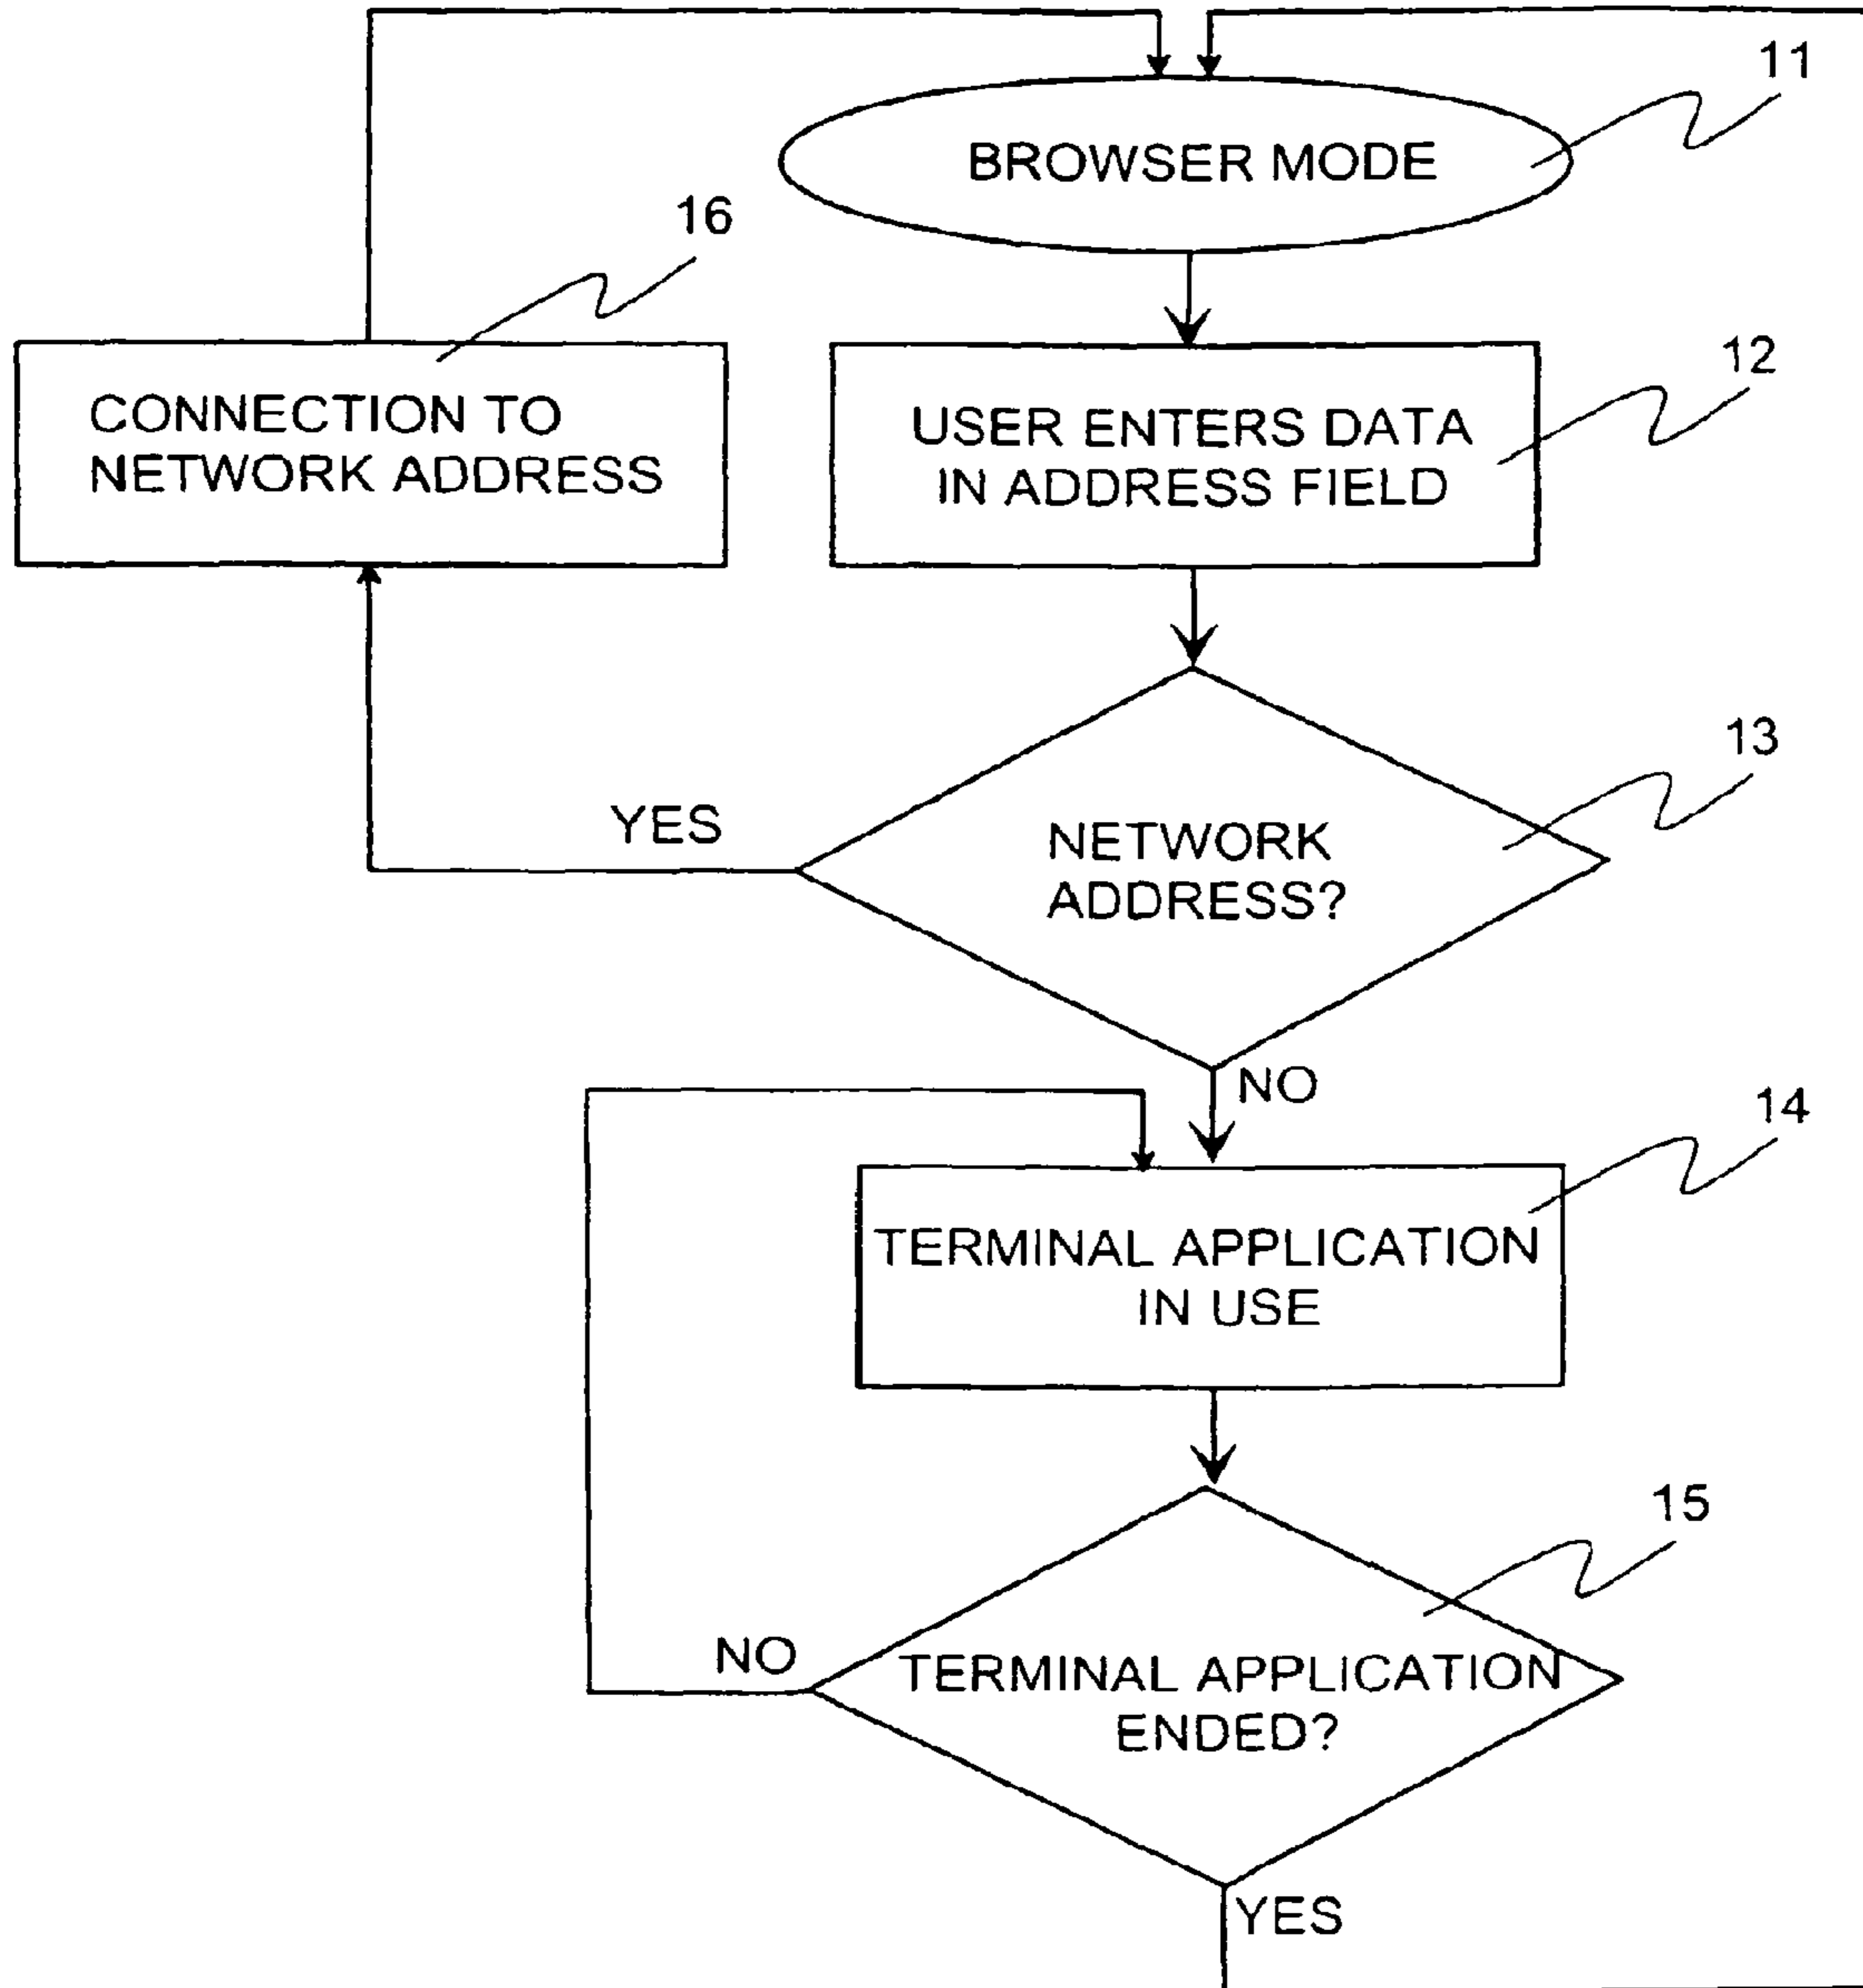 11
BROWSER MODE
16
12
CONNECTION TO
NETWORK ADDRESS
USER ENTERS DATA
IN ADDRESS FIELD
13
YES
NETWORK
ADDRESS?
NO
14
TERMINAL APPLICATION
IN USE
15
NO
TERMINAL APPLICATION
ENDED?
YES